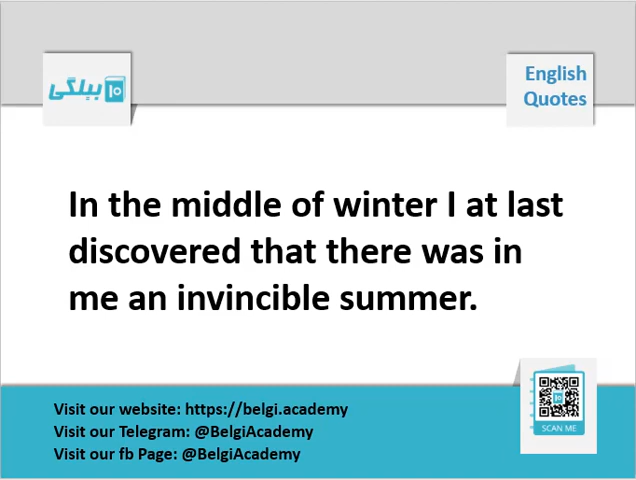 بېلګی
English
Quotes
In the middle of winter I at last
discovered that there was in
me an invincible summer.
SCAN ME
Visit our website: https://belgi.academy
Visit our Telegram: @BelgiAcademy
Visit our fb Page: @BelgiAcademy